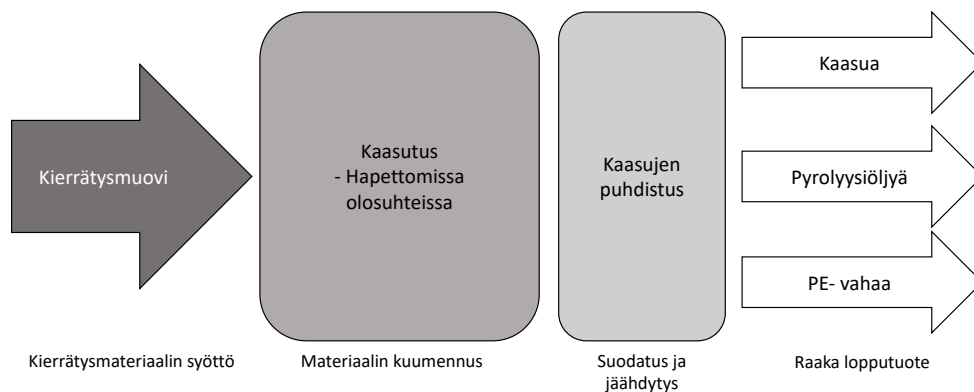 Kierrätysmuovi
Kaasutus
- Hapettomissa
olosuhteissa
Kaasujen
puhdistus
Kaasua
Pyrolyysiöljyä
PE- vahaa
Kierrätysmateriaalin syöttö
Materiaalin kuumennus
Suodatus ja
jäähdytys
Raaka lopputuote